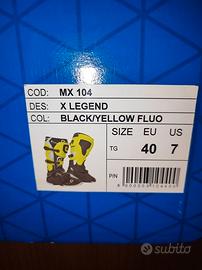 COD: MX 104
DES: X LEGEND
COL: BLACK/YELLOW FLUO
SIZE EU US
TG 40 7
P/N
subito